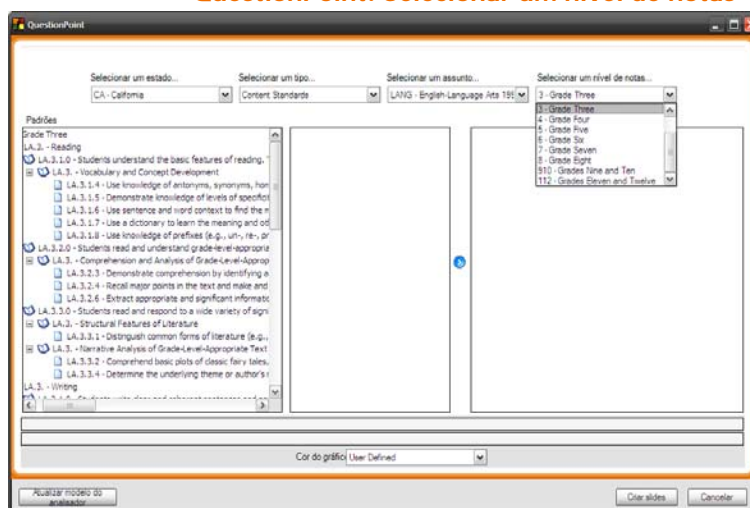 QuestionPoint: Selecionar um nível de notas
QuestionPoint
Selecionar um estado...
Selecionar um tipo...
Selecionar um assunto...
Selecionar um nível de notas...
CA - California
Content Standards
LANG - English-Language Arts 199
3 - Grade Three
3 - Grade Three
4 - Grade Four
5 - Grade Five
6 - Grade Six
7 - Grade Seven
8 - Grade Eight
910 - Grades Nine and Ten
112 - Grades Eleven and Twelve
Padrões
Grade Three
LA.3. - Reading
LA.3.1.0 - Students understand the basic features of reading.
LA.3. - Vocabulary and Concept Development
LA.3.1.4 - Use knowledge of antonyms, synonyms, hom
LA.3.1.5 - Demonstrate knowledge of levels of specifici
LA.3.1.6 - Use sentence and word context to find the m
LA.3.1.7 - Use a dictionary to learn the meaning and ot
LA.3.1.8 - Use knowledge of prefixes (e.g., un-, re-, pr
LA.3.2.0 - Students read and understand grade-level-appropria
LA.3. - Comprehension and Analysis of Grade-Level-Approp
LA.3.2.3 - Demonstrate comprehension by identifying a
LA.3.2.4 - Recall major points in the text and make and
LA.3.2.6 - Extract appropriate and significant informatic
LA.3.3.0 - Students read and respond to a wide variety of signi
LA.3. - Structural Features of Literature
LA.3.3.1 - Distinguish common forms of literature (e.g.,
LA.3. - Narrative Analysis of Grade-Level-Appropriate Text
LA.3.3.2 - Comprehend basic plots of classic fairy tales,
LA.3.3.4 - Determine the underlying theme or author's
LA.3. - Writing
Cor do gráfico
User Defined
Atualizar modelo do
analisador
Criar slides
Cancelar